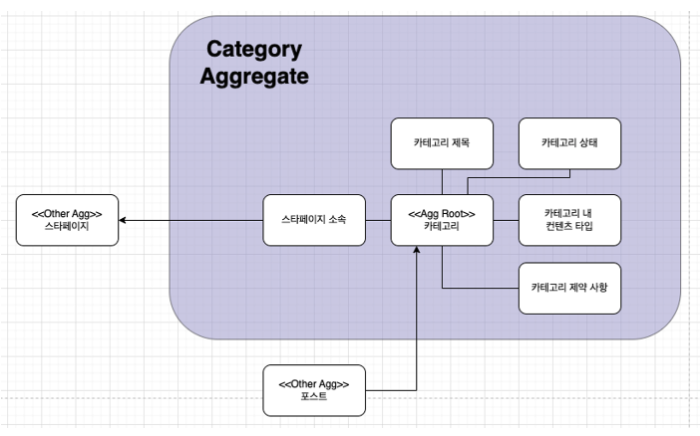 Category
Aggregate
카테고리 제목
카테고리 상태
<<Other Agg>>
스타페이지
스타페이지 소속
<<Agg Root>>
카테고리
카테고리 내
컨텐츠 타입
카테고리 제약 사항
<<Other Agg>>
포스트